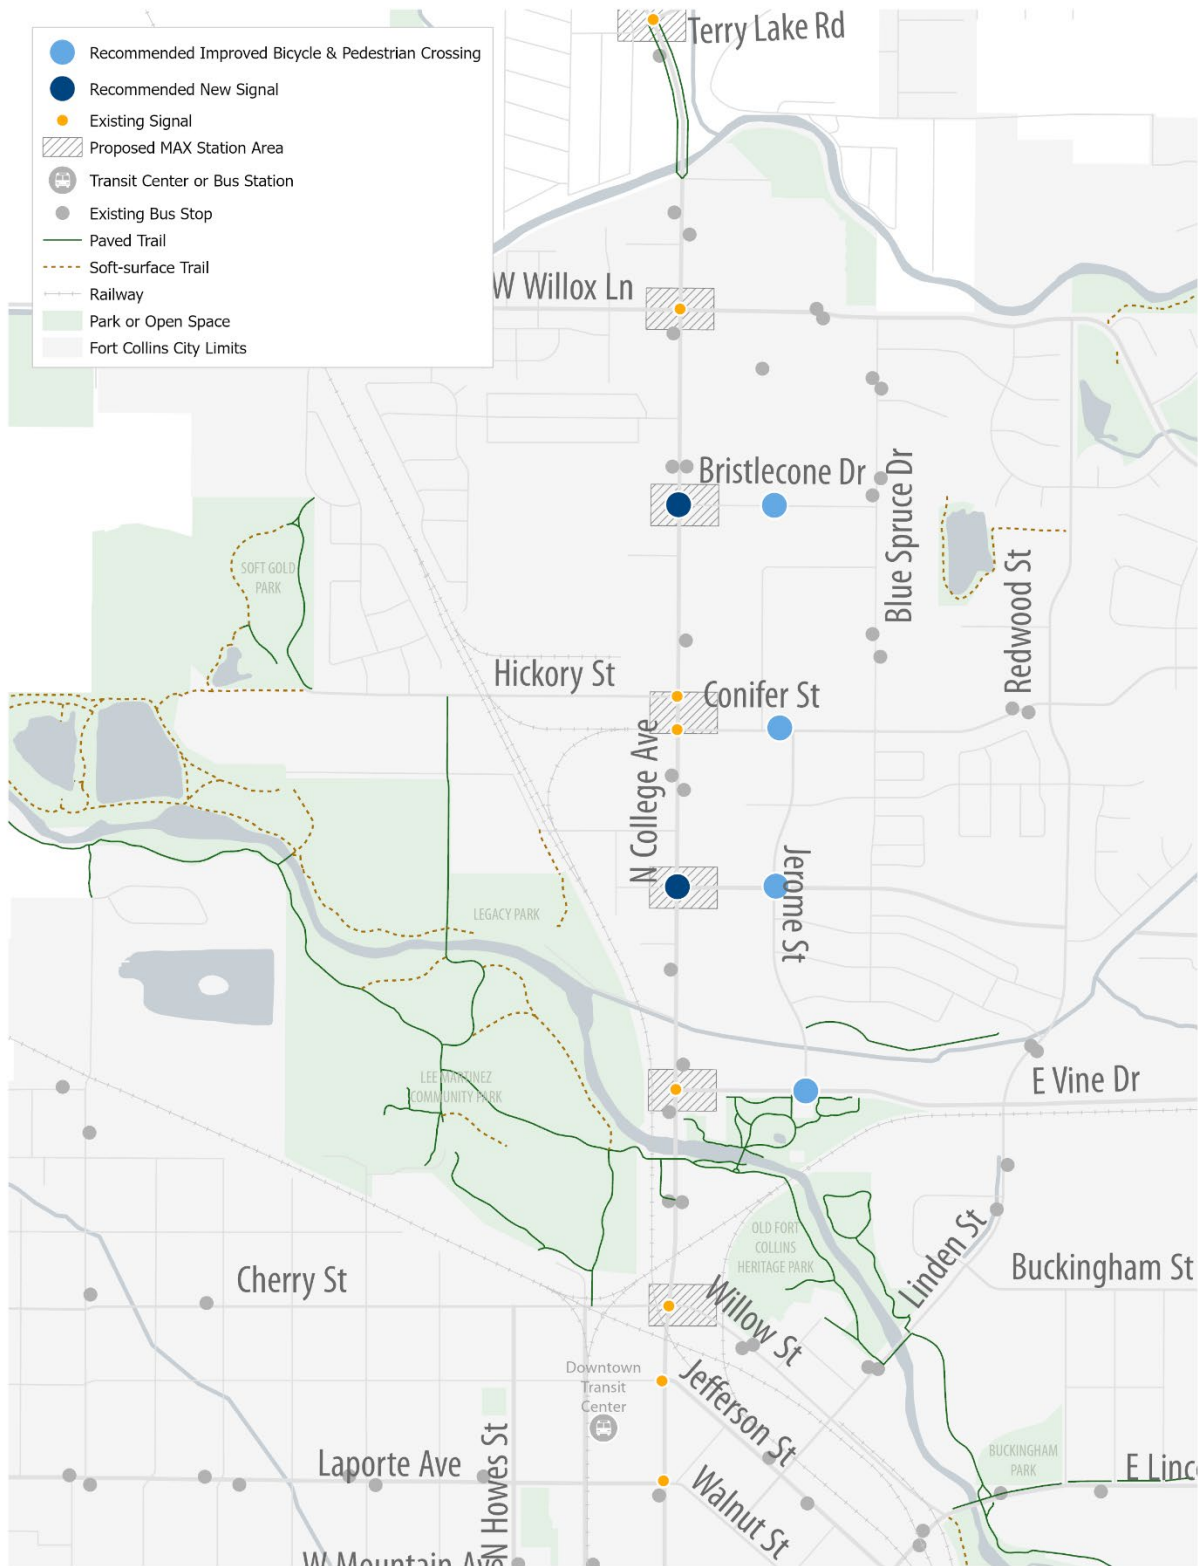 Terry Lake Rd
Recommended Improved Bicycle & Pedestrian Crossing
Recommended New Signal
Existing Signal
Proposed MAX Station Area
Transit Center or Bus Station
Existing Bus Stop
Paved Trail
Soft-surface Trail
Railway
Park or Open Space
Fort Collins City Limits
W Willox Ln
Bristlecone Dr
Blue Spruce Dr
SOFT GOLD
PARK
Redwood St
Hickory St
Conifer St
N College Ave
Jerome St
LEGACY PARK
E Vine Dr
LEE MARTINEZ
COMMUNITY PARK
OLD FORT
COLLINS
HERITAGE PARK
Linden St
Buckingham St
Cherry St
Willow St
Downtown
Transit
Center
Jefferson St
Laporte Ave
N Howes St
Walnut St
BUCKINGHAM
PARK
E Linc
W Mountain Ave